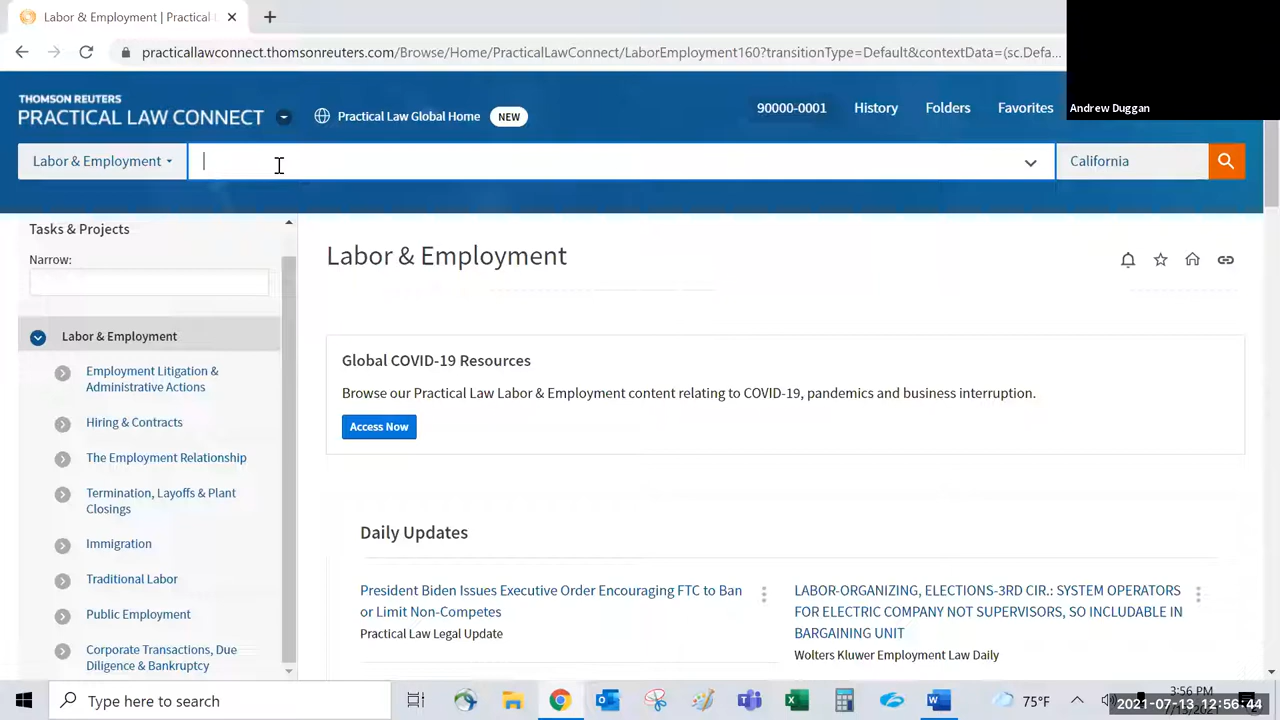 Labor & Employment | Practical L
practicallawconnect.thomsonreuters.com/Browse/Home/PracticalLawConnect/LaborEmployment160?transitionType=Default&contextData=(sc.Defa...
Andrew Duggan
THOMSON REUTERS
PRACTICAL LAW CONNECT
Practical Law Global Home
NEW
90000-0001
History
Folders
Favorites
Labor & Employment
California
Tasks & Projects
Narrow:
Labor & Employment
Employment Litigation &
Administrative Actions
Hiring & Contracts
The Employment Relationship
Termination, Layoffs & Plant
Closings
Immigration
Traditional Labor
Public Employment
Corporate Transactions, Due
Diligence & Bankruptcy
Labor & Employment
Global COVID-19 Resources
Browse our Practical Law Labor & Employment content relating to COVID-19, pandemics and business interruption.
Access Now
Daily Updates
President Biden Issues Executive Order Encouraging FTC to Ban
or Limit Non-Competes
Practical Law Legal Update
LABOR-ORGANIZING, ELECTIONS-3RD CIR.: SYSTEM OPERATORS
FOR ELECTRIC COMPANY NOT SUPERVISORS, SO INCLUDABLE IN
BARGAINING UNIT
Wolters Kluwer Employment Law Daily
Type here to search
75°F
3:56 PM
2021-07-13 12:56:44